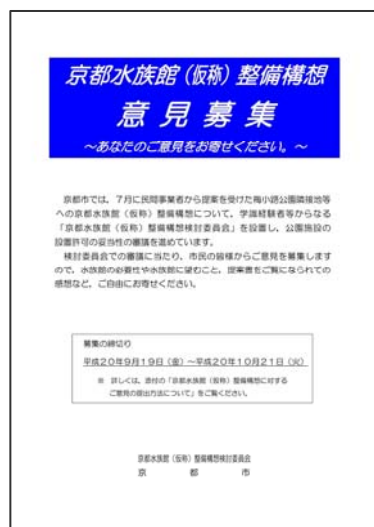 京都水族館（仮称）整備構想
意見募集
～あなたのご意見をお寄せください。～
京都市では，７月に民間事業者から提案を受けた梅小路公園隣接地等
への京都水族館（仮称）整備構想について，学識経験者等からなる
「京都水族館（仮称）整備構想検討委員会」を設置し，公園施設の
設置許可の妥当性の審議を進めています。
検討委員会での審議に当たり，市民の皆様からご意見を募集します
ので，水族館の必要性や水族館に望むこと，提案書をご覧になられての
感想など，ご自由にお寄せください。
募集の締切り
平成２０年９月１９日（金）～平成２０年１０月２１日（火）
※　詳しくは，添付の「京都水族館（仮称）整備構想に対する
ご意見の提出方法について」をご覧ください。
京都水族館（仮称）整備構想検討委員会
京　都　市